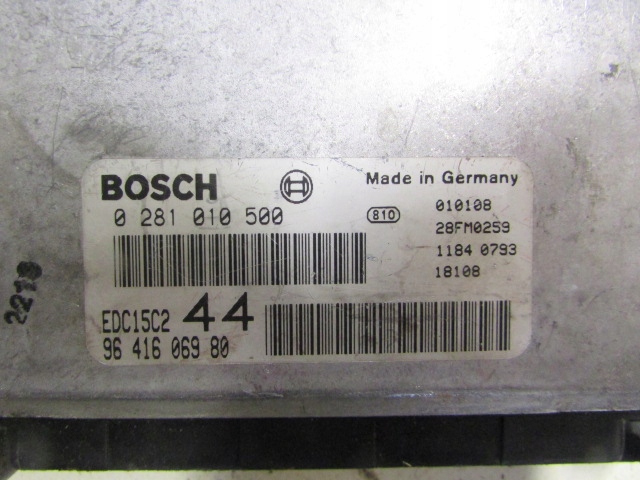 BOSCH
Made in Germany
0 281 010 500
810
010108
28FM0259
1184 0793
18108
EDC15C2 44
96 416 069 80
2213